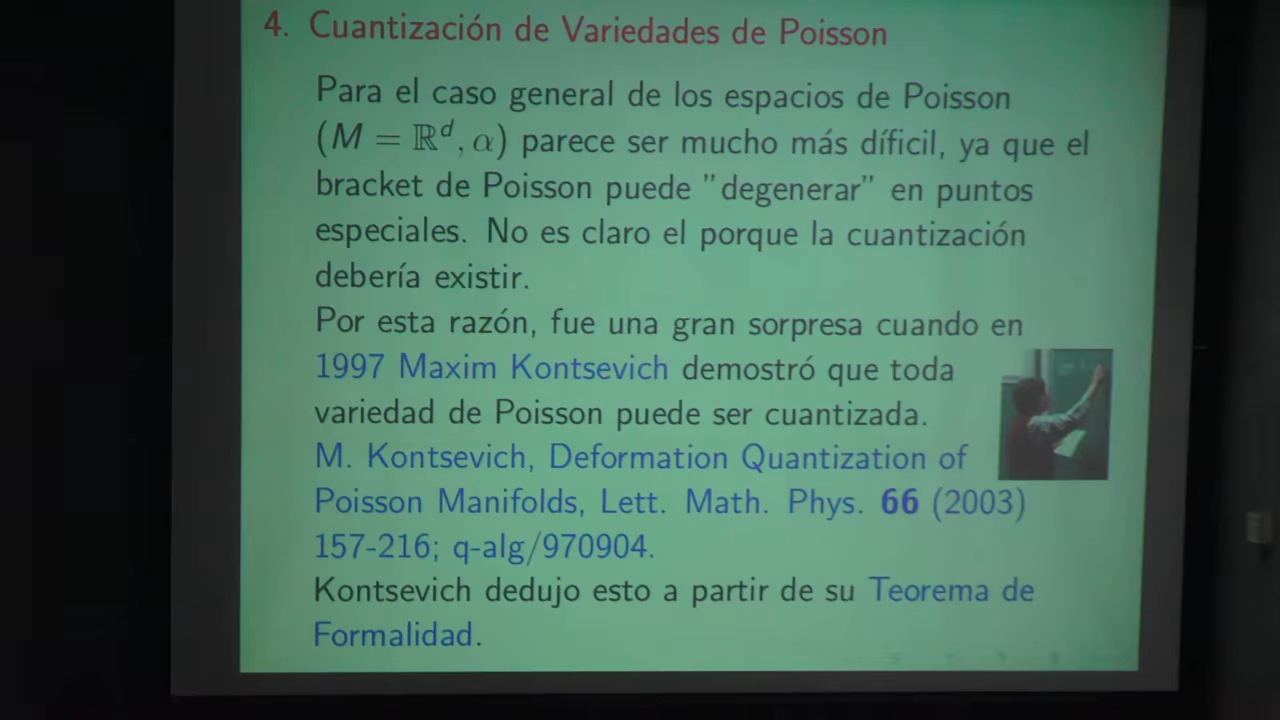 4. Cuantización de Variedades de Poisson
Para el caso general de los espacios de Poisson
(M = ℝᵈ, α) parece ser mucho más díficil, ya que el
bracket de Poisson puede ”degenerar” en puntos
especiales. No es claro el porque la cuantización
debería existir.
Por esta razón, fue una gran sorpresa cuando en
1997 Maxim Kontsevich demostró que toda
variedad de Poisson puede ser cuantizada.
M. Kontsevich, Deformation Quantization of
Poisson Manifolds, Lett. Math. Phys. 66 (2003)
157-216; q-alg/970904.
Kontsevich dedujo esto a partir de su Teorema de
Formalidad.